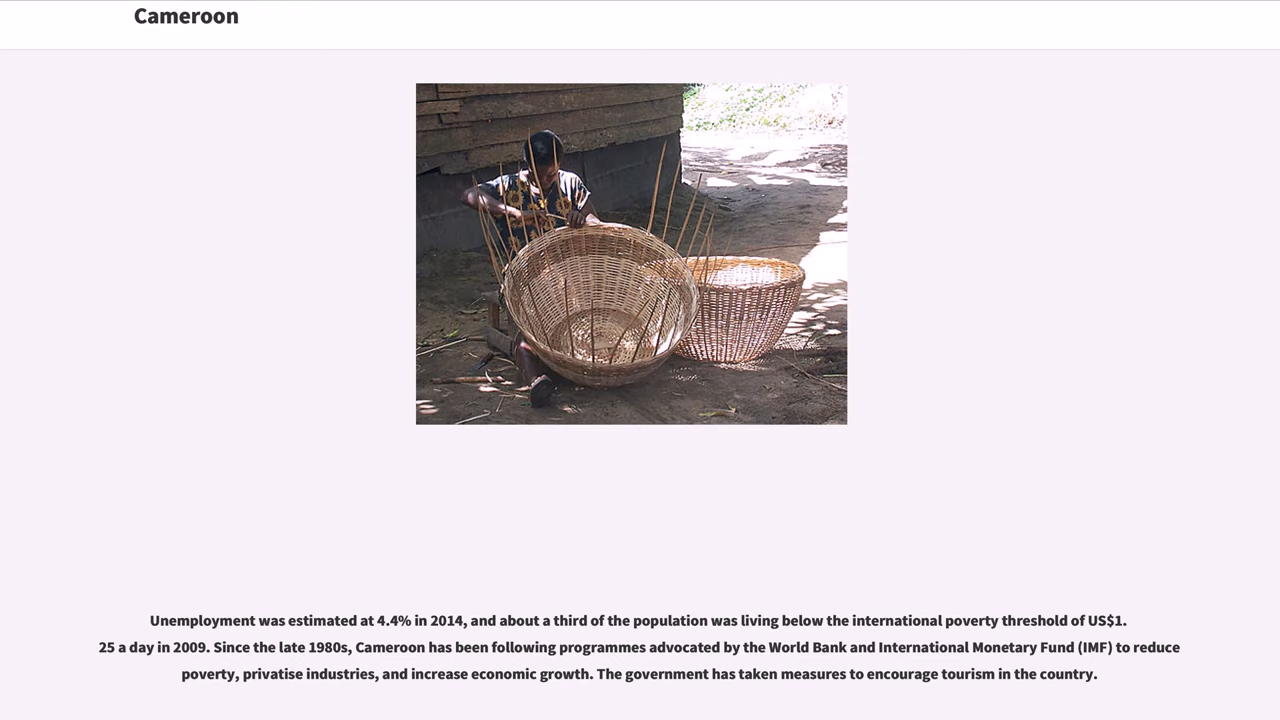 Cameroon
Unemployment was estimated at 4.4% in 2014, and about a third of the population was living below the international poverty threshold of US$1.
25 a day in 2009. Since the late 1980s, Cameroon has been following programmes advocated by the World Bank and International Monetary Fund (IMF) to reduce
poverty, privatise industries, and increase economic growth. The government has taken measures to encourage tourism in the country.